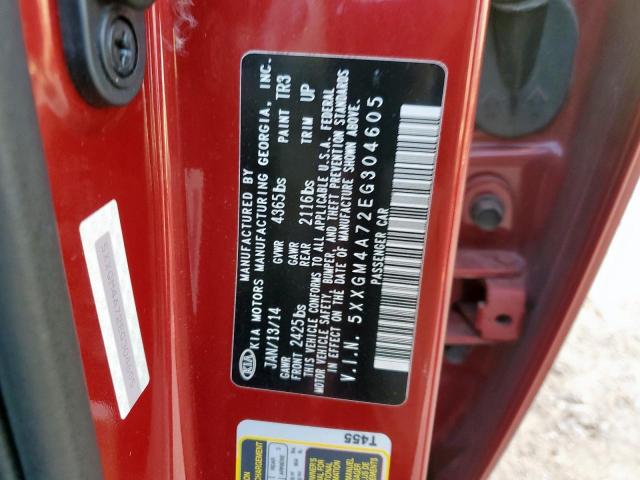 MANUFACTURED BY
KIA MOTORS MANUFACTURING GEORGIA, INC.
JAN/13/14 GVWR 4365lbs PAINT TR3
GAWR FRONT 2425lbs GAWR REAR 2116lbs TRIM UP
THIS VEHICLE CONFORMS TO ALL APPLICABLE U.S.A. FEDERAL
MOTOR VEHICLE SAFETY, BUMPER, AND THEFT PREVENTION STANDARDS
IN EFFECT ON THE DATE OF MANUFACTURE SHOWN ABOVE.
V.I.N. 5XXGM4A72EG304605
PASSENGER CAR
KIA
T455